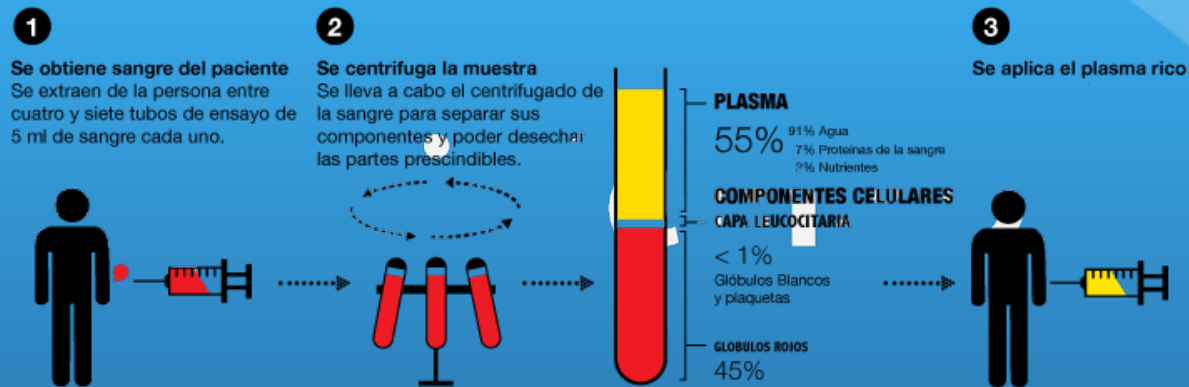 1
Se obtiene sangre del paciente
Se extraen de la persona entre
cuatro y siete tubos de ensayo de
5 ml de sangre cada uno.
2
Se centrifuga la muestra
Se lleva a cabo el centrifugado de
la sangre para separar sus
componentes y poder desechar
las partes prescindibles.
PLASMA
55%
91% Agua
7% Proteínas de la sangre
2% Nutrientes
COMPONENTES CELULARES
CAPA LEUCOCITARIA
< 1%
Glóbulos Blancos
y plaquetas
GLOBULOS ROJOS
45%
3
Se aplica el plasma rico